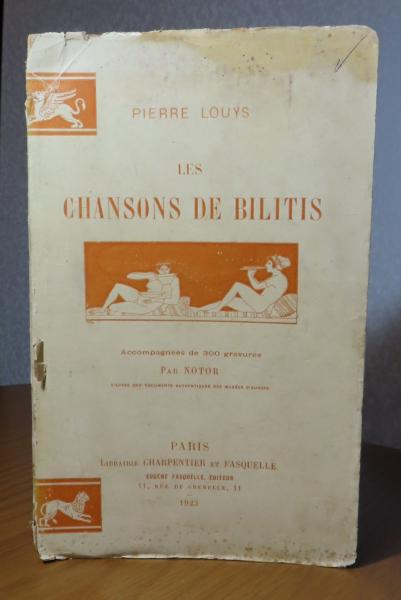 PIERRE LOUŸS
LES
CHANSONS DE BILITIS
Accompagnées de 300 gravures
PAR NOTOR
D'APRÈS DES DOCUMENTS AUTHENTIQUES DES MUSÉES D'EUROPE
PARIS
LIBRAIRIE CHARPENTIER ET FASQUELLE
EUGÈNE FASQUELLE, ÉDITEUR
11, RUE DE GRENELLE, 11
1925